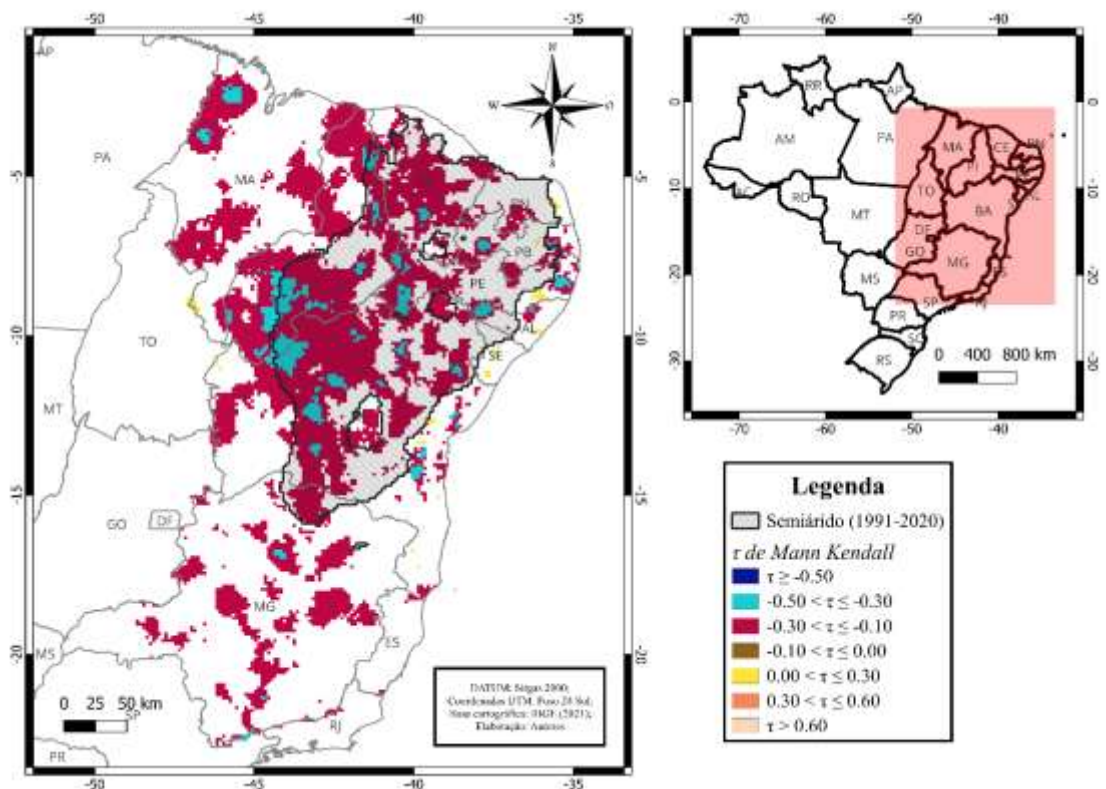 -50
-45
-40
-35
AP
N
W
S
PA
MA
-5
-5
RN
PB
PE
-10
-10
AL
SE
TO
MT
-15
-15
GO
DF
MG
ES
MS
-20
-20
0 25 50 km
SP
RJ
PR
DATUM: Sirgas 2000;
Coordenadas UTM, Fuso 28 Sul;
Base cartográfica: IBGE (2021);
Elaboração: Autores
-50
-45
-40
-35
RR
AP
0
0
AM
PA
MA
CE
RN
PI
-10
-10
AC
RO
TO
BA
AL
MT
DF
GO
MG
ES
-20
-20
MS
SP
RJ
PR
SC
0 400 800 km
-30
-30
RS
-70
-60
-50
-40
Legenda
Semiárido (1991-2020)
τ de Mann Kendall
τ ≥ -0.50
-0.50 < τ ≤ -0.30
-0.30 < τ ≤ -0.10
-0.10 < τ ≤ 0.00
0.00 < τ ≤ 0.30
0.30 < τ ≤ 0.60
τ > 0.60